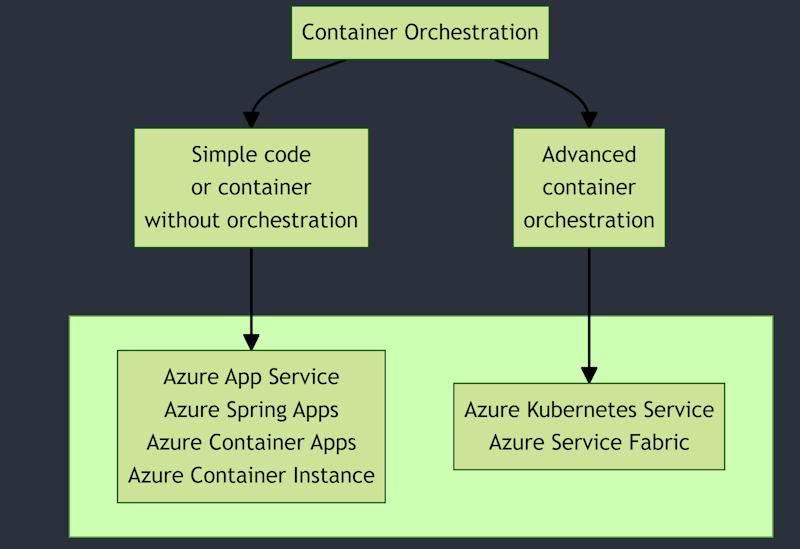 Container Orchestration
Simple code
or container
without orchestration
Advanced
container
orchestration
Azure App Service
Azure Spring Apps
Azure Container Apps
Azure Container Instance
Azure Kubernetes Service
Azure Service Fabric